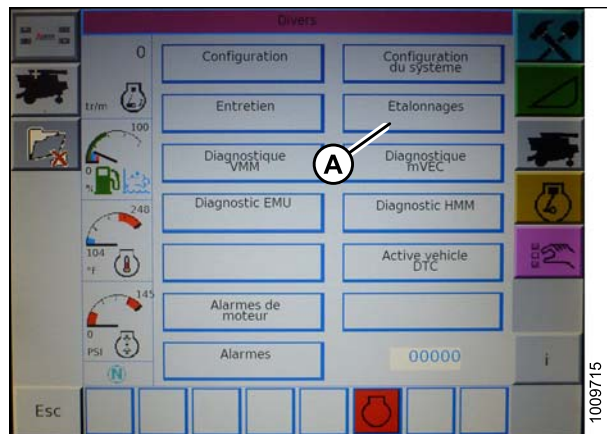 Divers
0
tr/m
Configuration
Configuration
du système
Entretien
Etalonnages
100
0
%
Diagnostique
VMM
A
Diagnostique
mVEC
Diagnostic EMU
Diagnostic HMM
248
104
°F
Active vehicle
DTC
145
0
PSI
Alarmes de
moteur
N
Alarmes
00000
i
Esc
1009715